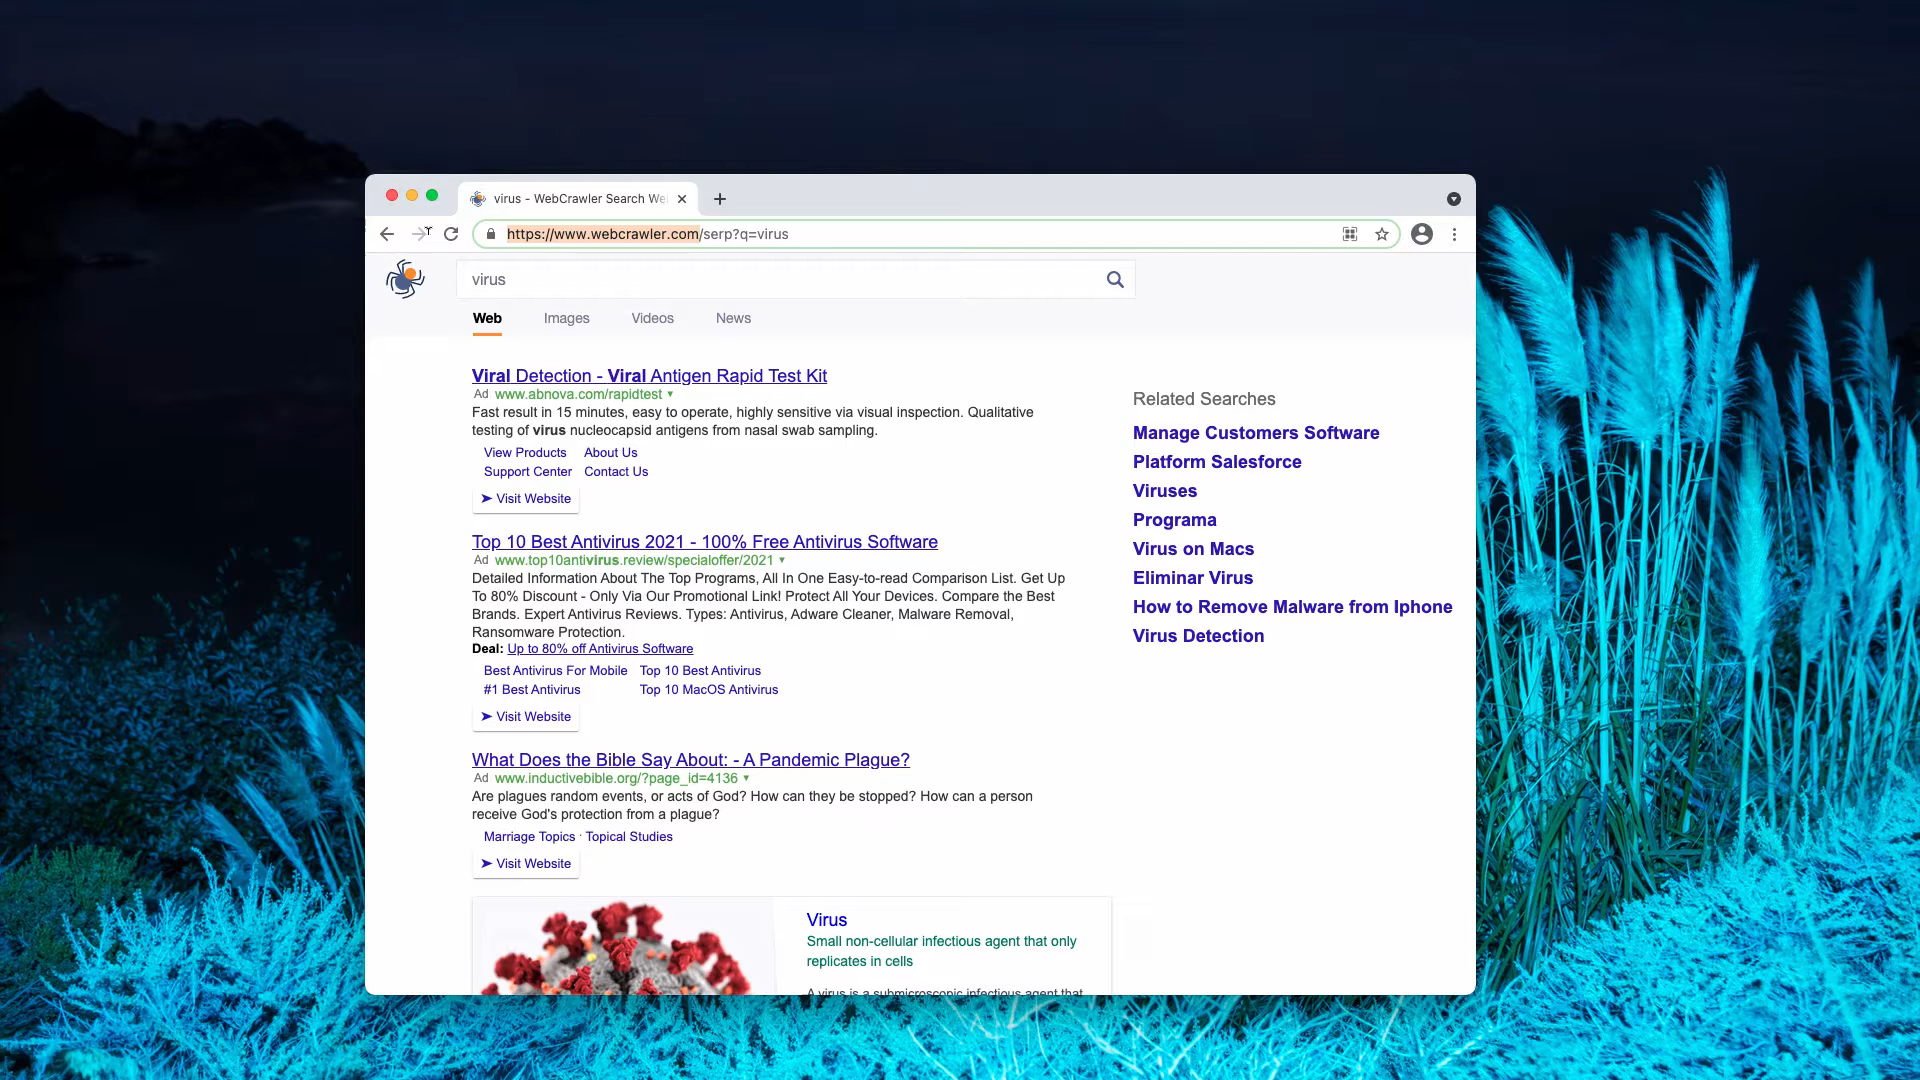 virus - WebCrawler Search We
https://www.webcrawler.com/serp?q=virus
virus
Web Images Videos News
Viral Detection - Viral Antigen Rapid Test Kit
Ad www.abnova.com/rapidtest
Fast result in 15 minutes, easy to operate, highly sensitive via visual inspection. Qualitative
testing of virus nucleocapsid antigens from nasal swab sampling.
View Products About Us
Support Center Contact Us
Visit Website
Top 10 Best Antivirus 2021 - 100% Free Antivirus Software
Ad www.top10antivirus.review/specialoffer/2021
Detailed Information About The Top Programs, All In One Easy-to-read Comparison List. Get Up
To 80% Discount - Only Via Our Promotional Link! Protect All Your Devices. Compare the Best
Brands. Expert Antivirus Reviews. Types: Antivirus, Adware Cleaner, Malware Removal,
Ransomware Protection.
Deal: Up to 80% off Antivirus Software
Best Antivirus For Mobile Top 10 Best Antivirus
#1 Best Antivirus Top 10 MacOS Antivirus
Visit Website
What Does the Bible Say About: - A Pandemic Plague?
Ad www.inductivebible.org/?page_id=4136
Are plagues random events, or acts of God? How can they be stopped? How can a person
receive God's protection from a plague?
Marriage Topics · Topical Studies
Visit Website
Virus
Small non-cellular infectious agent that only
replicates in cells
A virus is a submicroscopic infectious agent that
Related Searches
Manage Customers Software
Platform Salesforce
Viruses
Programa
Virus on Macs
Eliminar Virus
How to Remove Malware from Iphone
Virus Detection